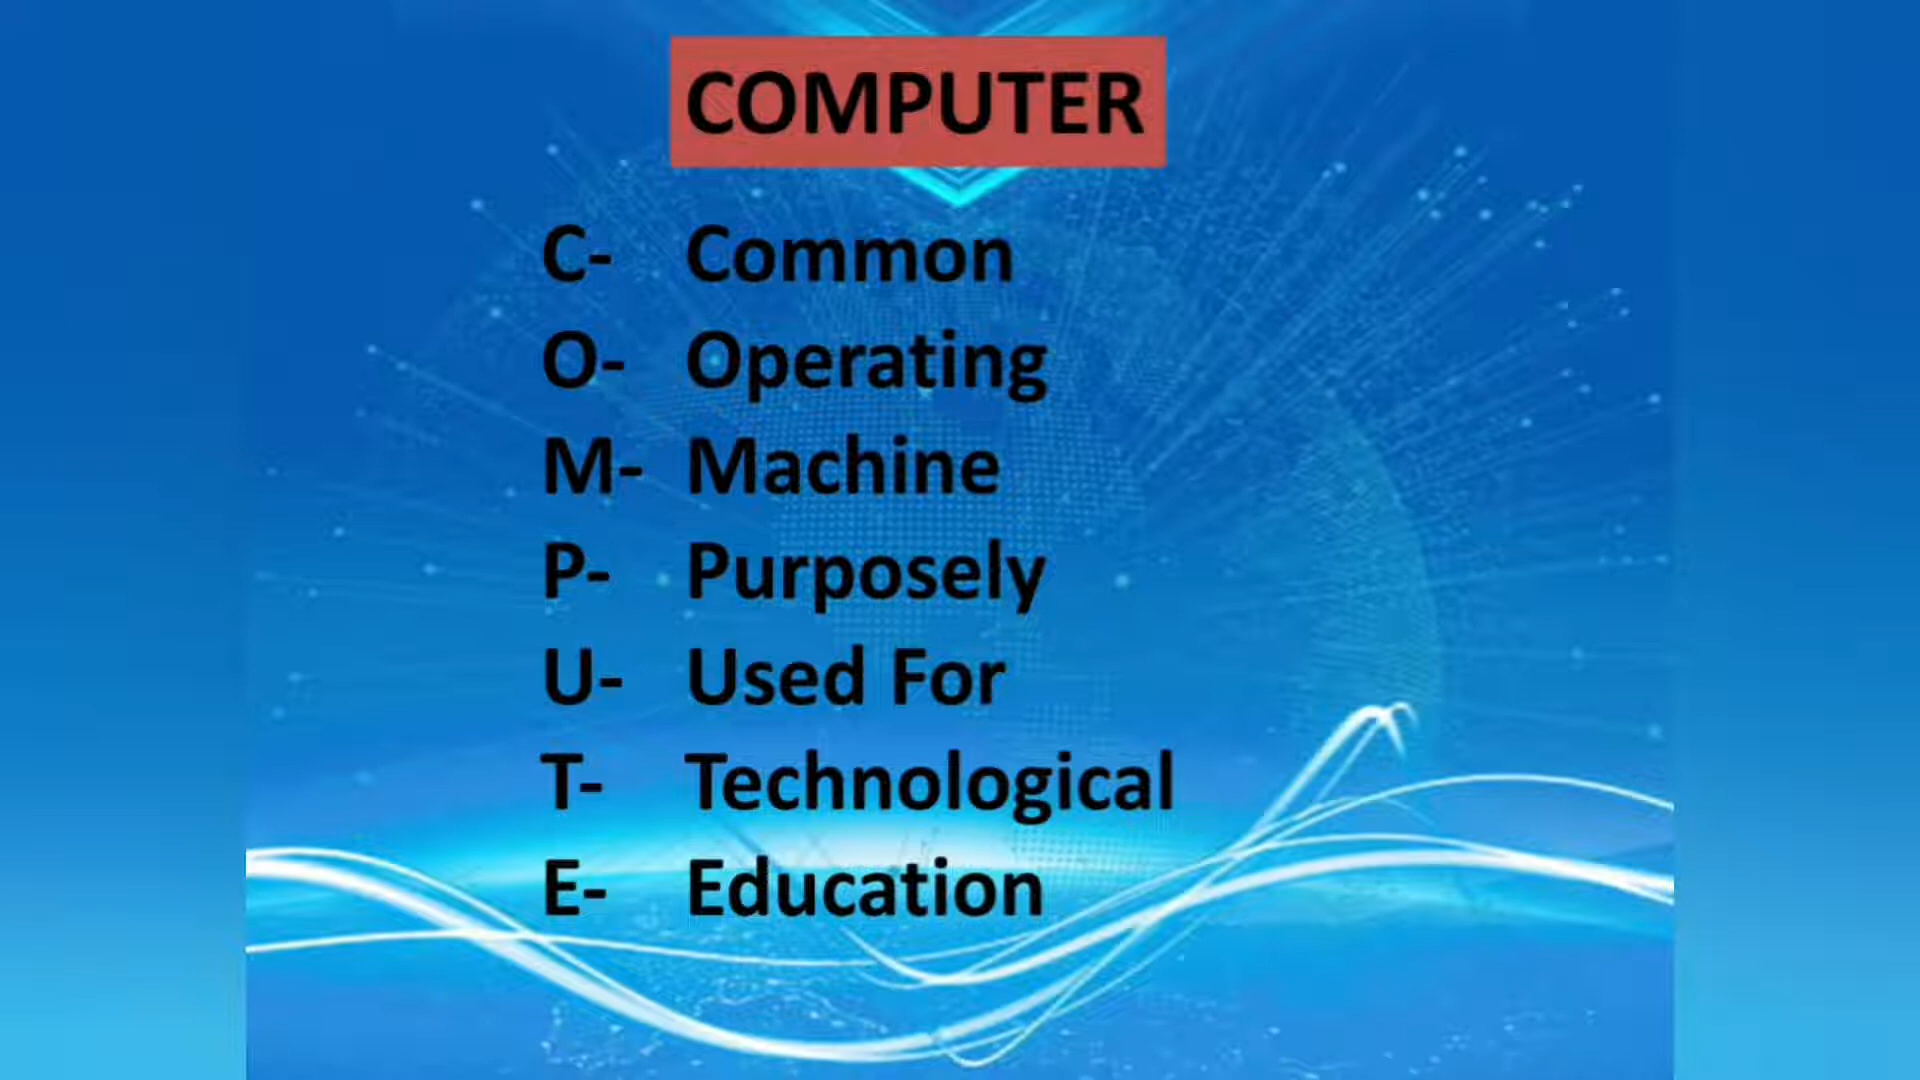 COMPUTER
C- Common
O- Operating
M- Machine
P- Purposely
U- Used For
T- Technological
E- Education